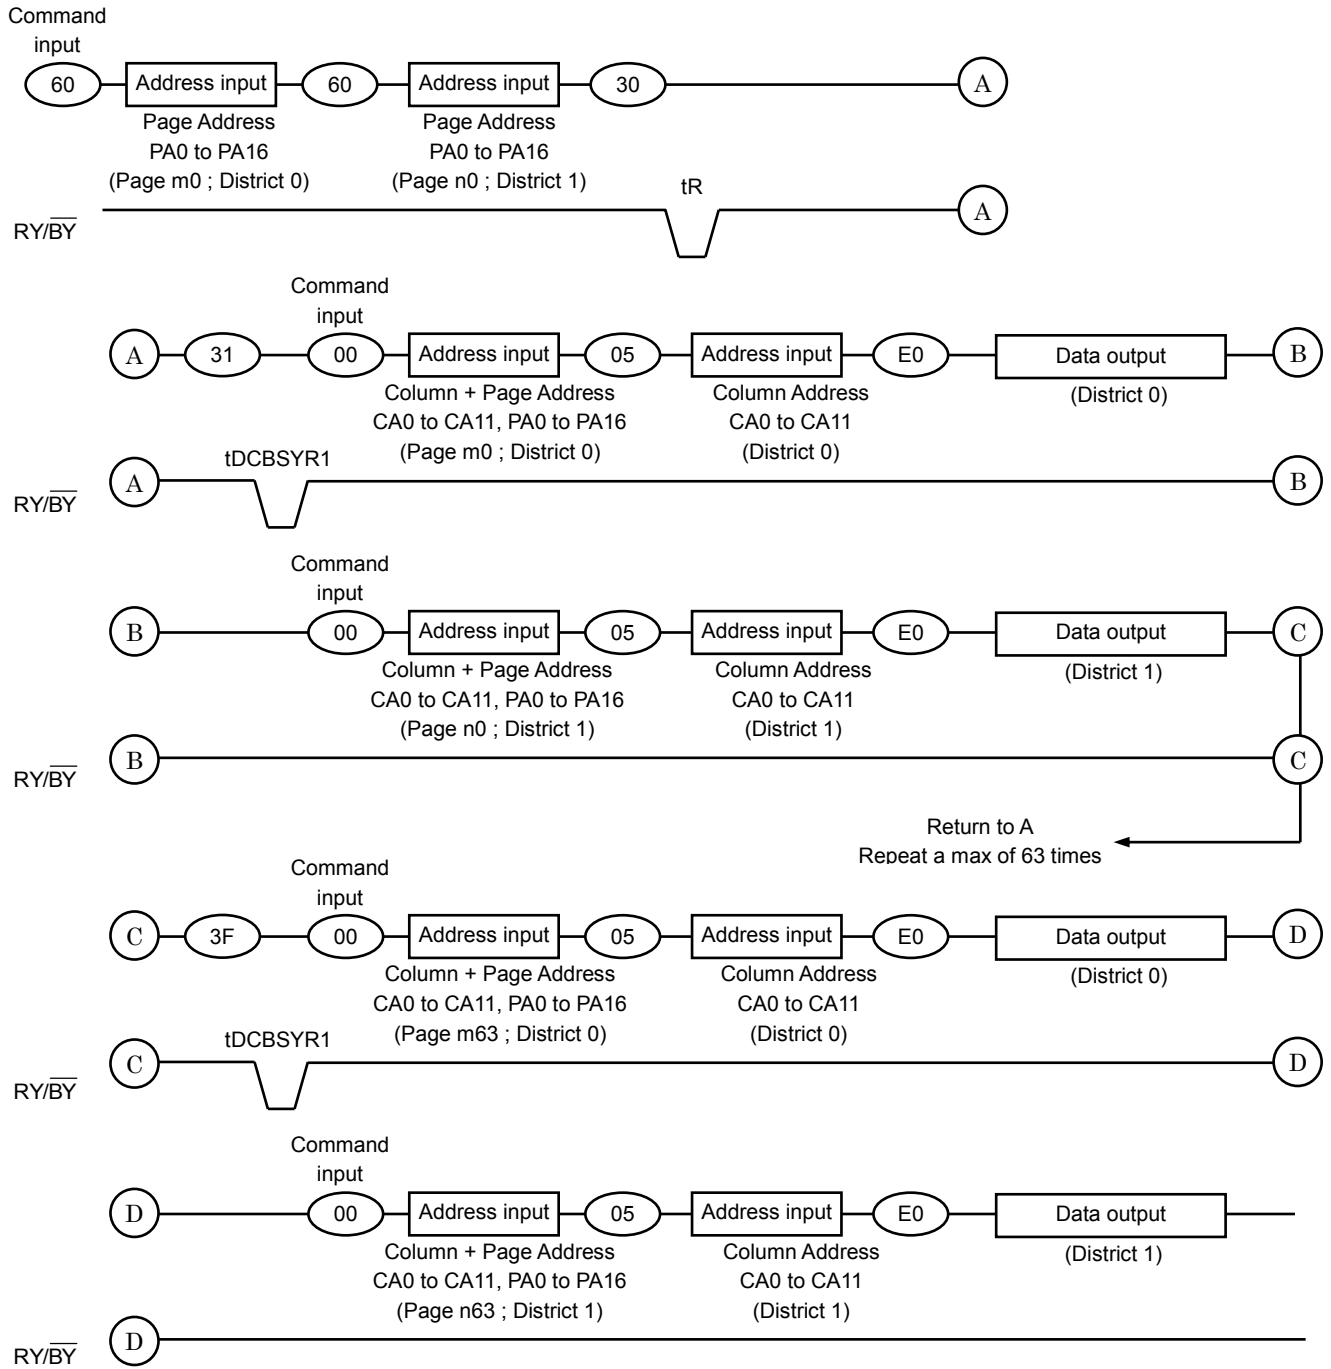 Command
input
60 Address input 60 Address input 30 A
Page Address Page Address
PA0 to PA16 PA0 to PA16
(Page m0 ; District 0) (Page n0 ; District 1)
tR
RY/BY A
Command
input
A 31 00 Address input 05 Address input E0 Data output B
Column + Page Address Column Address (District 0)
CA0 to CA11, PA0 to PA16 CA0 to CA11
(Page m0 ; District 0) (District 0)
tDCBSYR1
RY/BY A B
Command
input
B 00 Address input 05 Address input E0 Data output C
Column + Page Address Column Address (District 1)
CA0 to CA11, PA0 to PA16 CA0 to CA11
(Page n0 ; District 1) (District 1)
RY/BY B C
Return to A
Repeat a max of 63 times
Command
input
C 3F 00 Address input 05 Address input E0 Data output D
Column + Page Address Column Address (District 0)
CA0 to CA11, PA0 to PA16 CA0 to CA11
(Page m63 ; District 0) (District 0)
tDCBSYR1
RY/BY C D
Command
input
D 00 Address input 05 Address input E0 Data output
Column + Page Address Column Address (District 1)
CA0 to CA11, PA0 to PA16 CA0 to CA11
(Page n63 ; District 1) (District 1)
RY/BY D